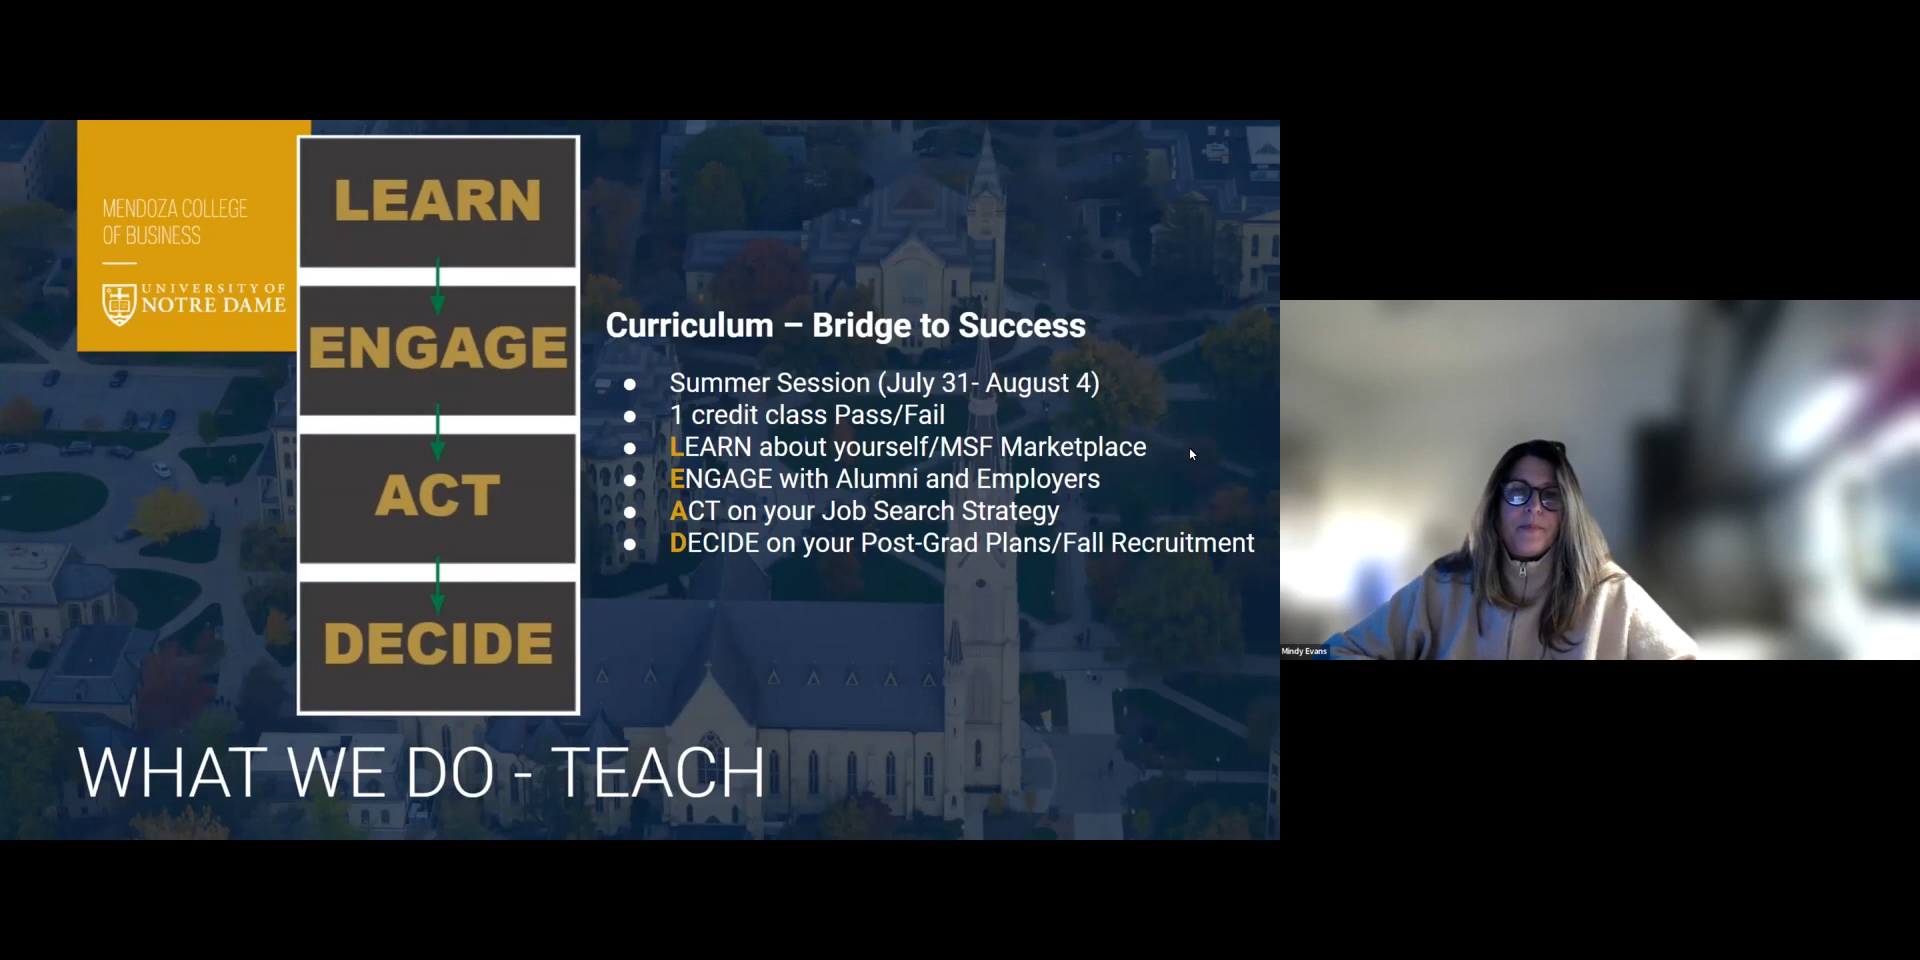 MENDOZA COLLEGE
OF BUSINESS
UNIVERSITY OF
NOTRE DAME
LEARN
ENGAGE
ACT
DECIDE
Curriculum – Bridge to Success
● Summer Session (July 31- August 4)
● 1 credit class Pass/Fail
● LEARN about yourself/MSF Marketplace
● ENGAGE with Alumni and Employers
● ACT on your Job Search Strategy
● DECIDE on your Post-Grad Plans/Fall Recruitment
WHAT WE DO - TEACH
Mindy Evans